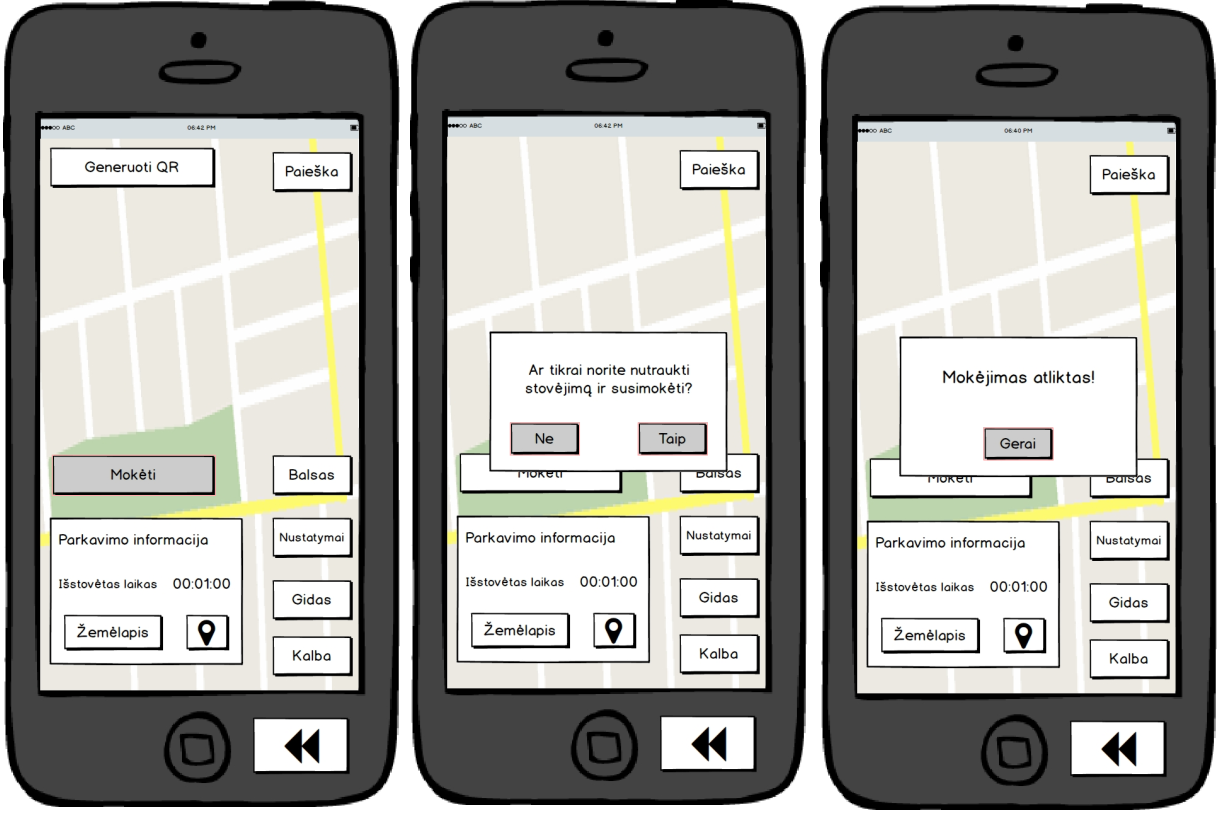 ●●●○○ ABC 06:42 PM
Generuoti QR
Paieška
Mokėti
Balsas
Parkavimo informacija
Nustatymai
Išstovėtas laikas 00:01:00
Gidas
Žemėlapis
Kalba
●●●○○ ABC 06:42 PM
Paieška
Ar tikrai norite nutraukti
stovėjimą ir susimokėti?
Ne Taip
Mokėti
Balsas
Parkavimo informacija
Nustatymai
Išstovėtas laikas 00:01:00
Gidas
Žemėlapis
Kalba
●●●○○ ABC 06:40 PM
Paieška
Mokėjimas atliktas!
Gerai
Mokėti
Balsas
Parkavimo informacija
Nustatymai
Išstovėtas laikas 00:01:00
Gidas
Žemėlapis
Kalba